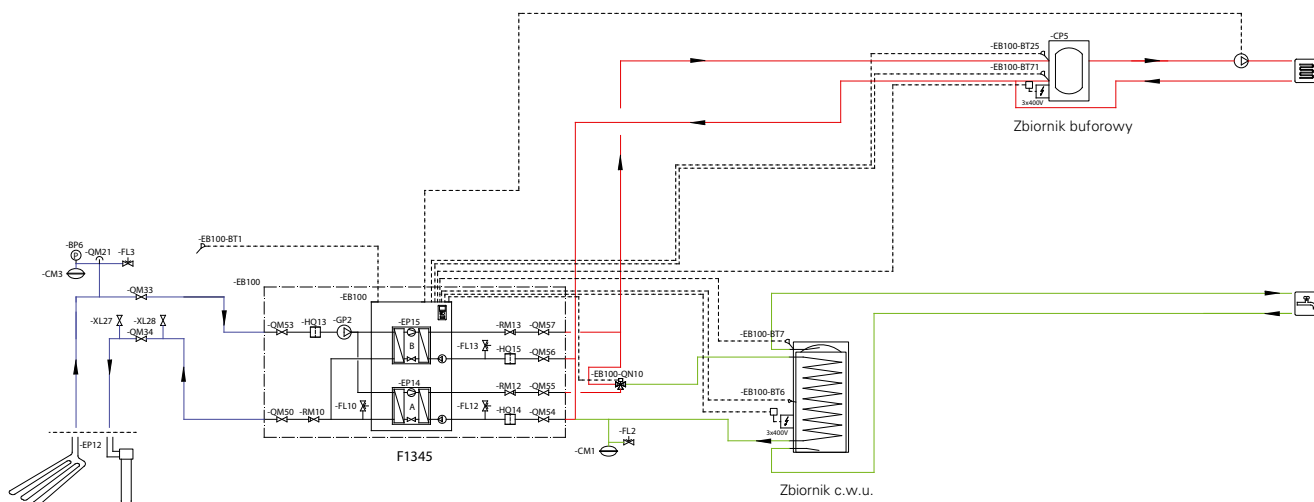 -CP5
-EB100-BT25
-EB100-BT71
3x400V
Zbiornik buforowy
-EB100-BT1
-BP6
P
-QM21
-FL3
-CM3
-QM33
-XL27
-XL28
-QM34
-EP12
-EB100
-EB100
-QM53
-HQ13
-GP2
-EP15
B
-RM13
-QM57
-FL13
-HQ15
-QM56
-EP14
A
-RM12
-QM55
-QM50
-RM10
-FL10
-FL12
-HQ14
-QM54
F1345
-EB100-QN10
-FL2
-CM1
-EB100-BT7
-EB100-BT6
3x400V
Zbiornik c.w.u.